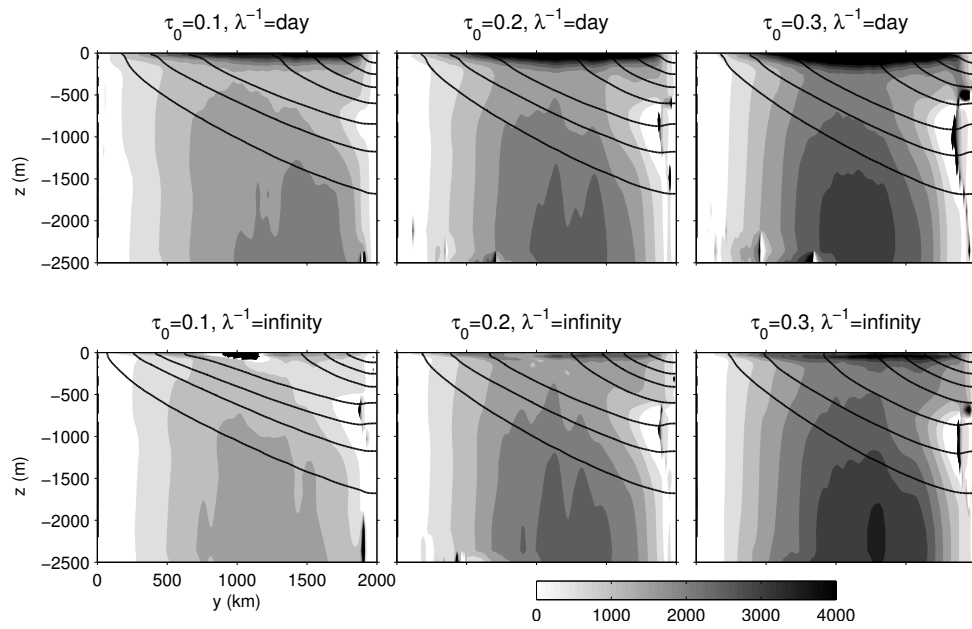 τ₀=0.1, λ⁻¹=day
τ₀=0.2, λ⁻¹=day
τ₀=0.3, λ⁻¹=day
0
−500
−1000
−1500
−2000
−2500
z (m)
τ₀=0.1, λ⁻¹=infinity
τ₀=0.2, λ⁻¹=infinity
τ₀=0.3, λ⁻¹=infinity
0
−500
−1000
−1500
−2000
−2500
z (m)
0 500 1000 1500 2000
y (km)
0 1000 2000 3000 4000